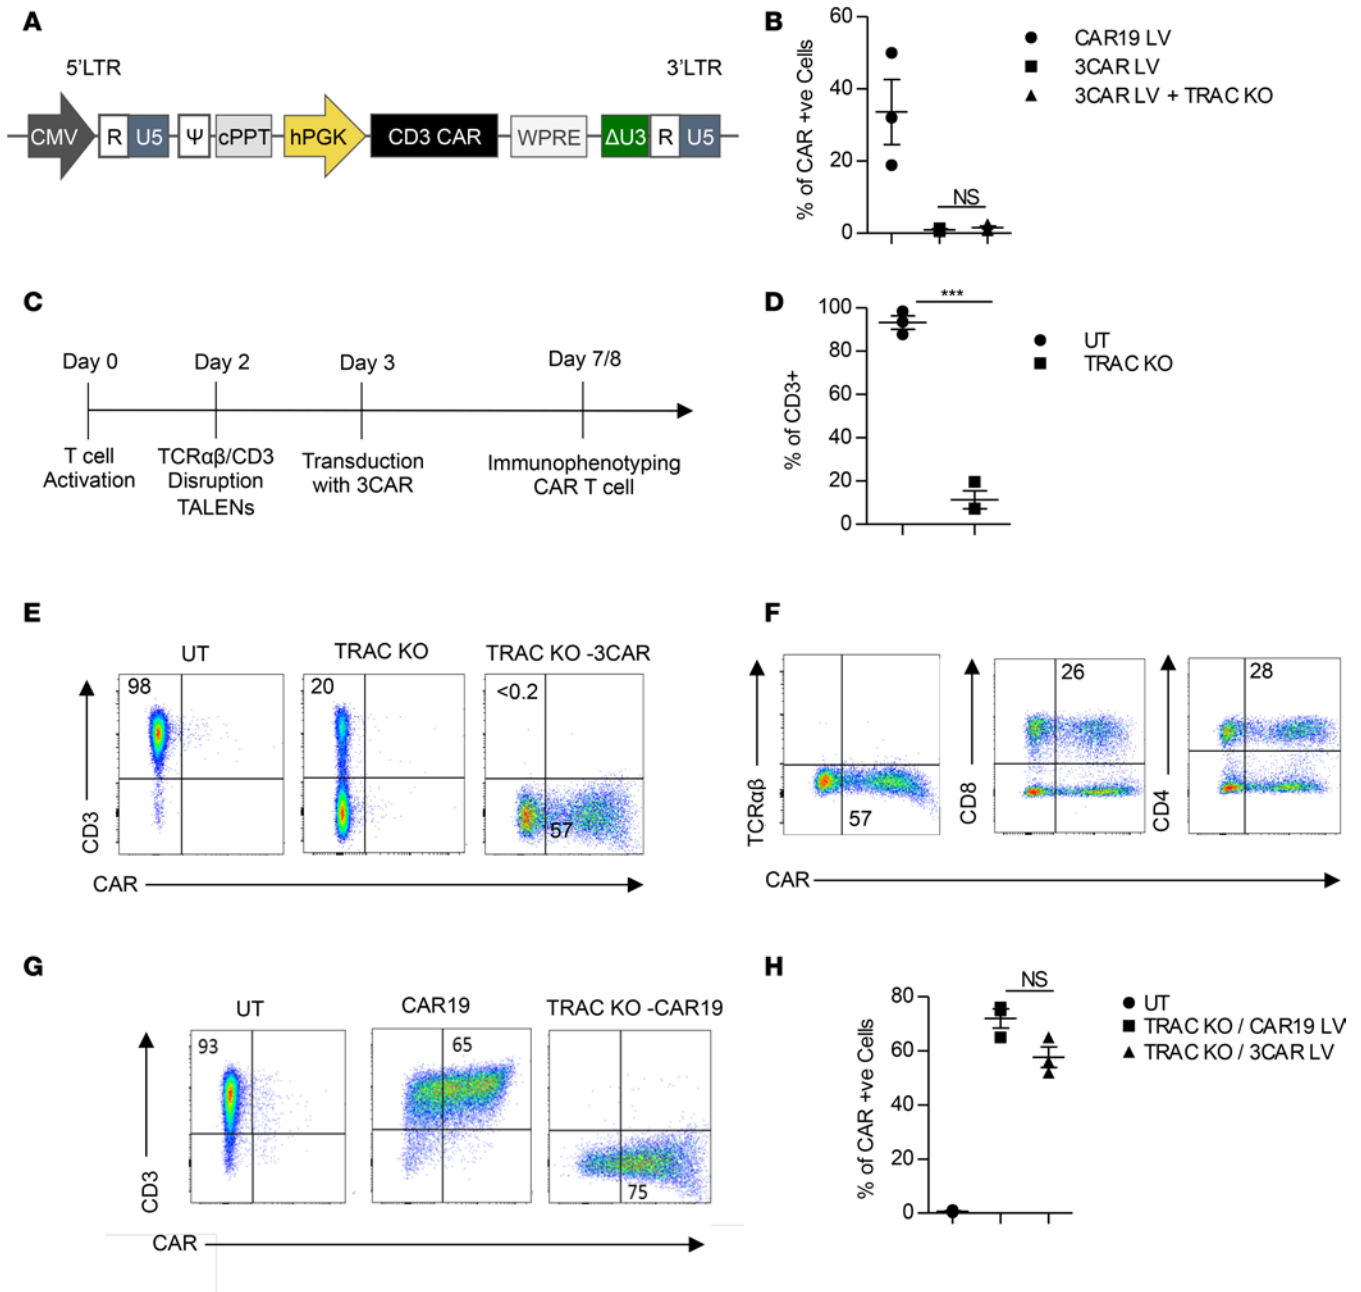 A
5'LTR
3'LTR
CMV
R
U5
Ψ
cPPT
hPGK
CD3 CAR
WPRE
ΔU3
R
U5
B
60
40
20
0
% of CAR +ve Cells
NS
CAR19 LV
3CAR LV
3CAR LV + TRAC KO
C
Day 0
Day 2
Day 3
Day 7/8
T cell
Activation
TCRαβ/CD3
Disruption
TALENs
Transduction
with 3CAR
Immunophenotyping
CAR T cell
D
100
80
60
40
20
0
% of CD3+
***
UT
TRAC KO
E
UT
TRAC KO
TRAC KO -3CAR
98
20
<0.2
57
CD3
CAR
F
TCRαβ
57
CD8
26
CD4
28
CAR
G
UT
CAR19
TRAC KO -CAR19
93
65
75
CD3
CAR
H
80
60
40
20
0
% of CAR +ve Cells
NS
UT
TRAC KO / CAR19 LV
TRAC KO / 3CAR LV